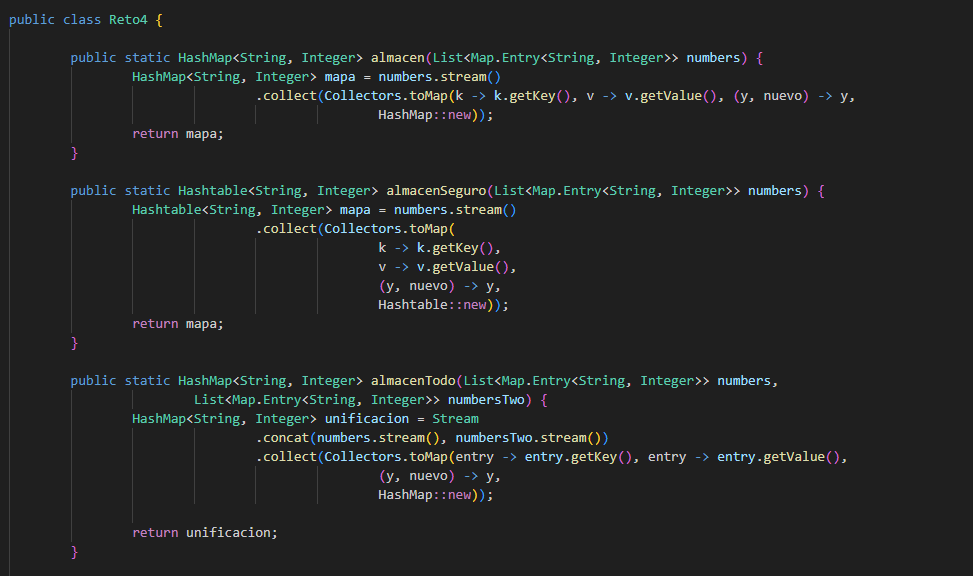 public class Reto4 {
public static HashMap<String, Integer> almacen(List<Map.Entry<String, Integer>> numbers) {
HashMap<String, Integer> mapa = numbers.stream()
.collect(Collectors.toMap(k -> k.getKey(), v -> v.getValue(), (y, nuevo) -> y,
HashMap::new));
return mapa;
}
public static Hashtable<String, Integer> almacenSeguro(List<Map.Entry<String, Integer>> numbers) {
Hashtable<String, Integer> mapa = numbers.stream()
.collect(Collectors.toMap(
k -> k.getKey(),
v -> v.getValue(),
(y, nuevo) -> y,
Hashtable::new));
return mapa;
}
public static HashMap<String, Integer> almacenTodo(List<Map.Entry<String, Integer>> numbers,
List<Map.Entry<String, Integer>> numbersTwo) {
HashMap<String, Integer> unificacion = Stream
.concat(numbers.stream(), numbersTwo.stream())
.collect(Collectors.toMap(entry -> entry.getKey(), entry -> entry.getValue(),
(y, nuevo) -> y,
HashMap::new));
return unificacion;
}